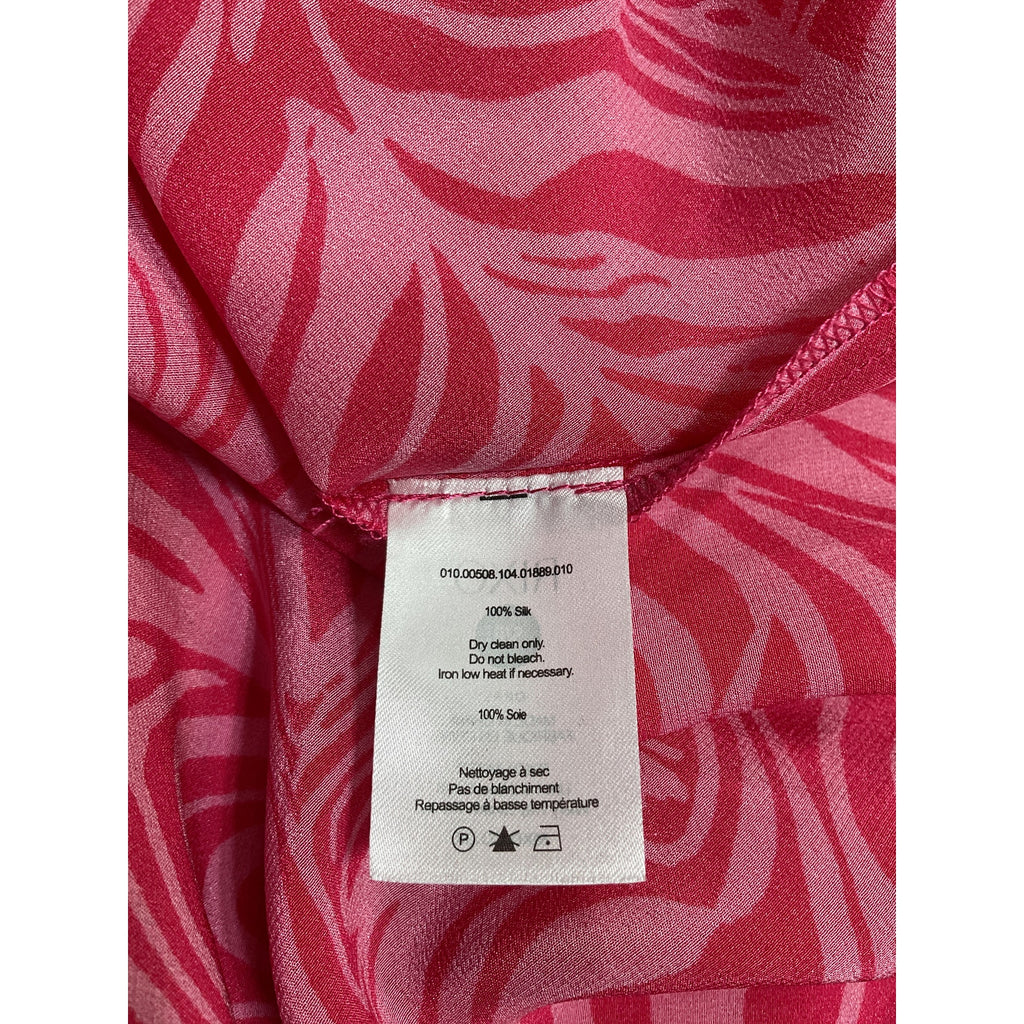 010.00508.104.01889.010
100% Silk
Dry clean only.
Do not bleach.
Iron low heat if necessary.
100% Soie
Nettoyage à sec
Pas de blanchiment
Repassage à basse température
P